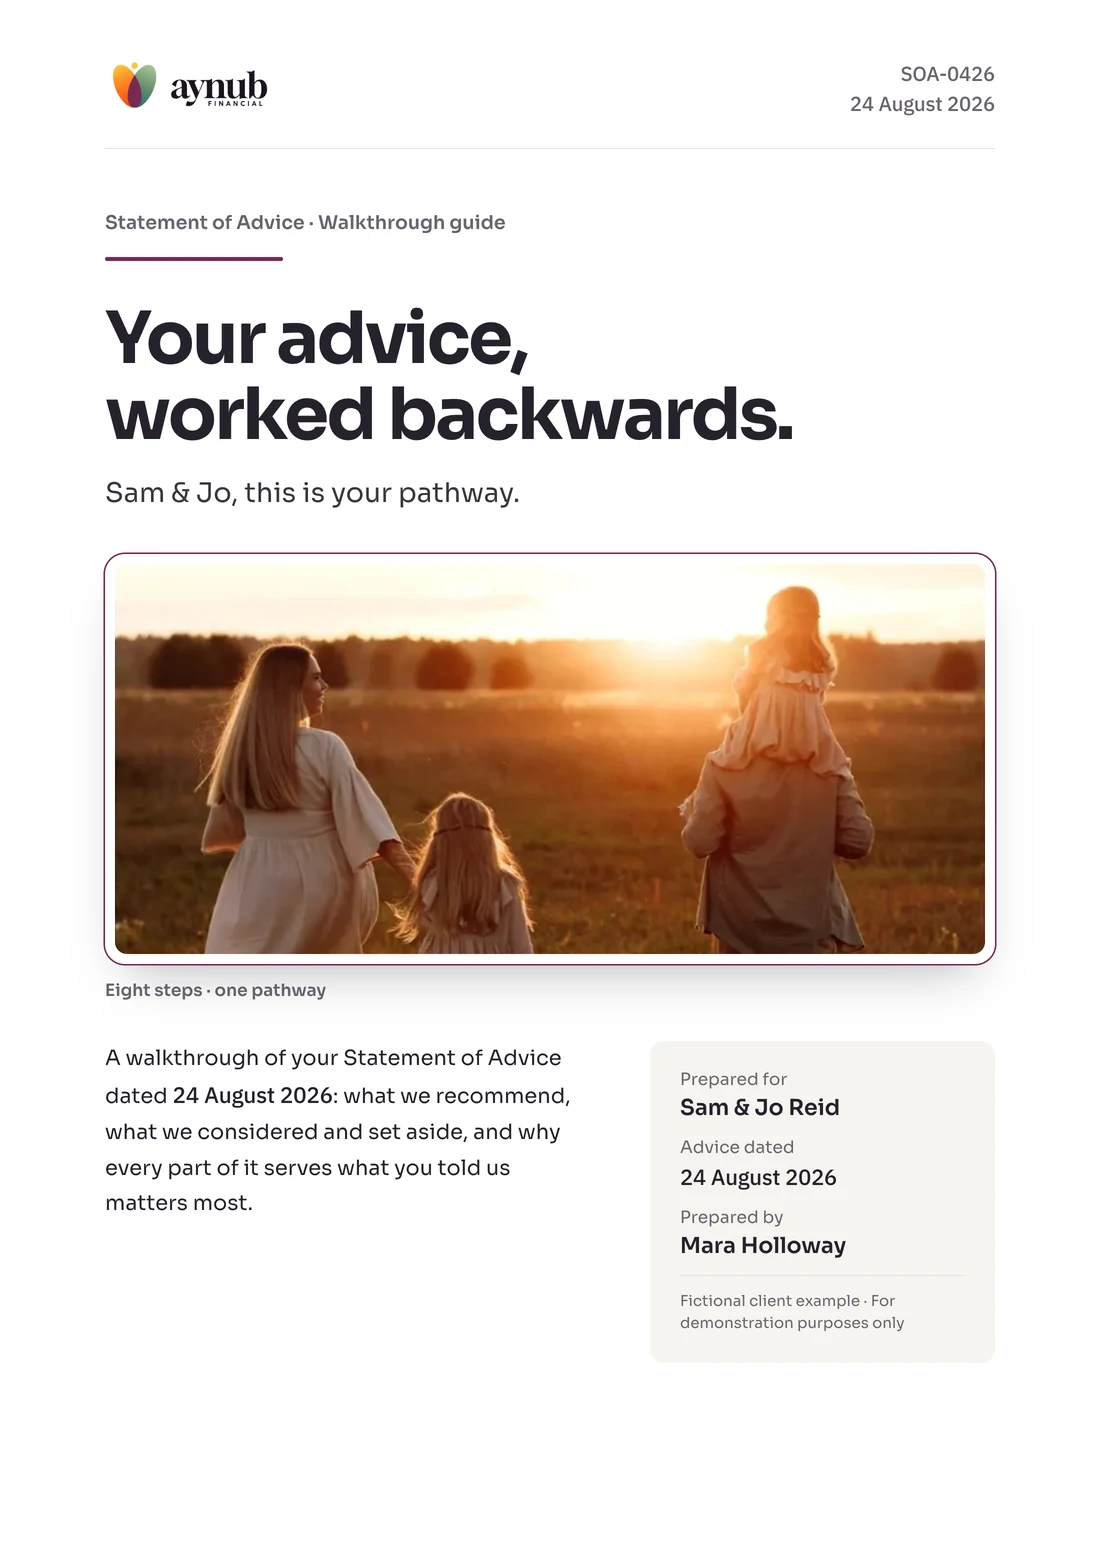 aynub
FINANCIAL
SOA-0426
24 August 2026
Statement of Advice · Walkthrough guide
Your advice,
worked backwards.
Sam & Jo, this is your pathway.
Eight steps · one pathway
A walkthrough of your Statement of Advice
dated 24 August 2026: what we recommend,
what we considered and set aside, and why
every part of it serves what you told us
matters most.
Prepared for
Sam & Jo Reid
Advice dated
24 August 2026
Prepared by
Mara Holloway
Fictional client example · For
demonstration purposes only